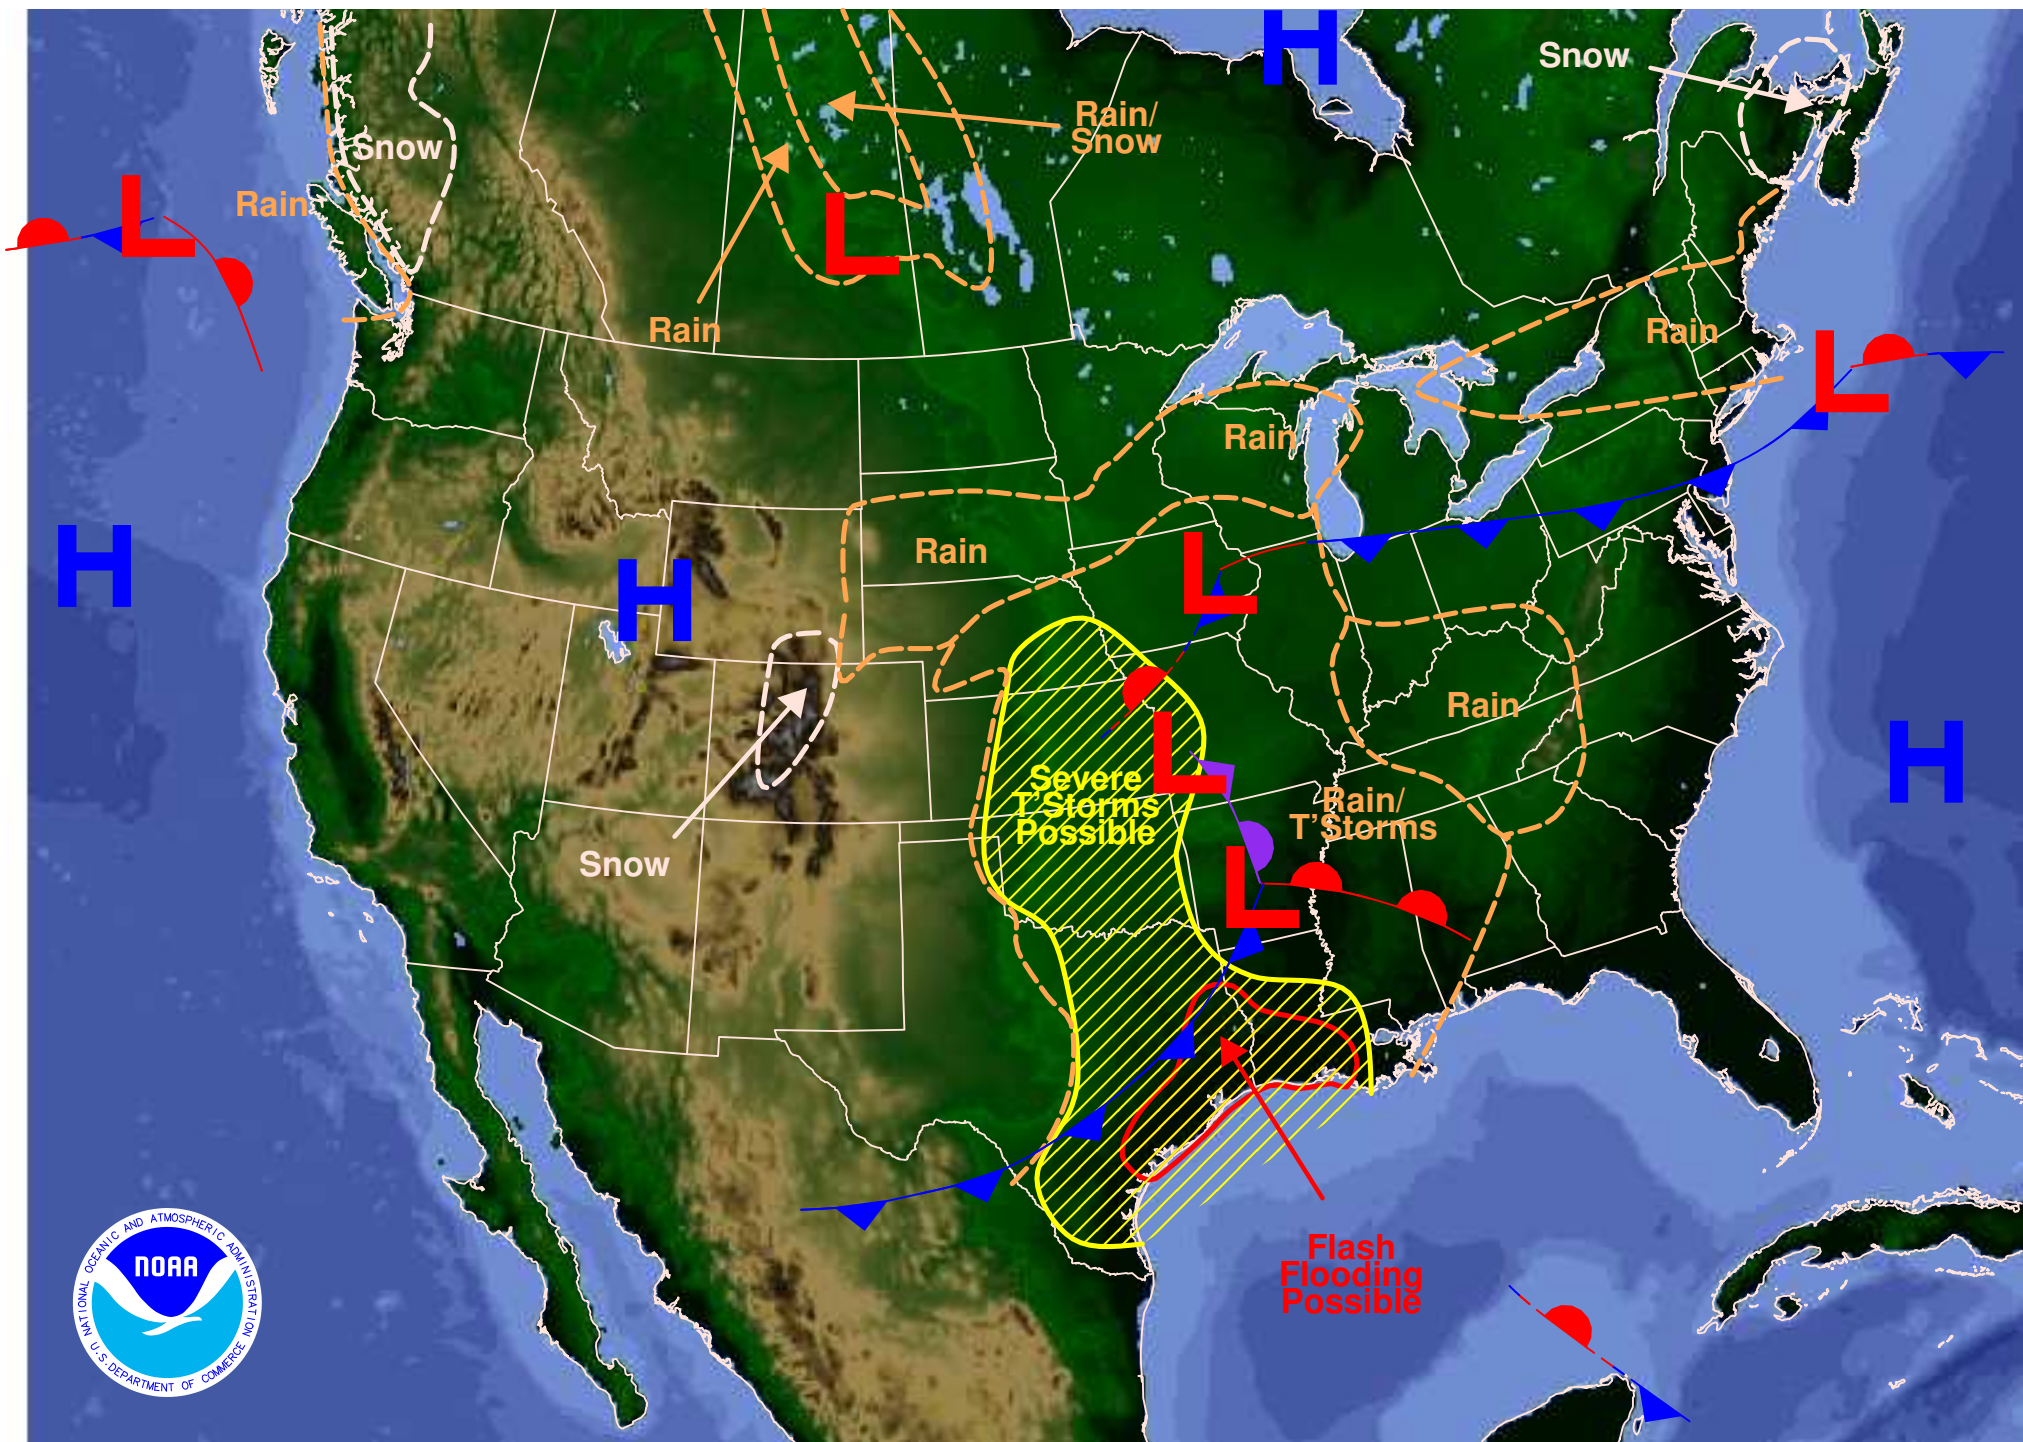 H
Snow
Rain/
Snow
Snow
L
Rain
L
Rain
Rain
L
Rain
Rain
H
H
L
Rain
L
H
Severe
T'Storms
Possible
Rain/
T'Storms
Snow
L
Flash
Flooding
Possible
NATIONAL OCEANIC AND ATMOSPHERIC ADMINISTRATION
NOAA
U.S. DEPARTMENT OF COMMERCE